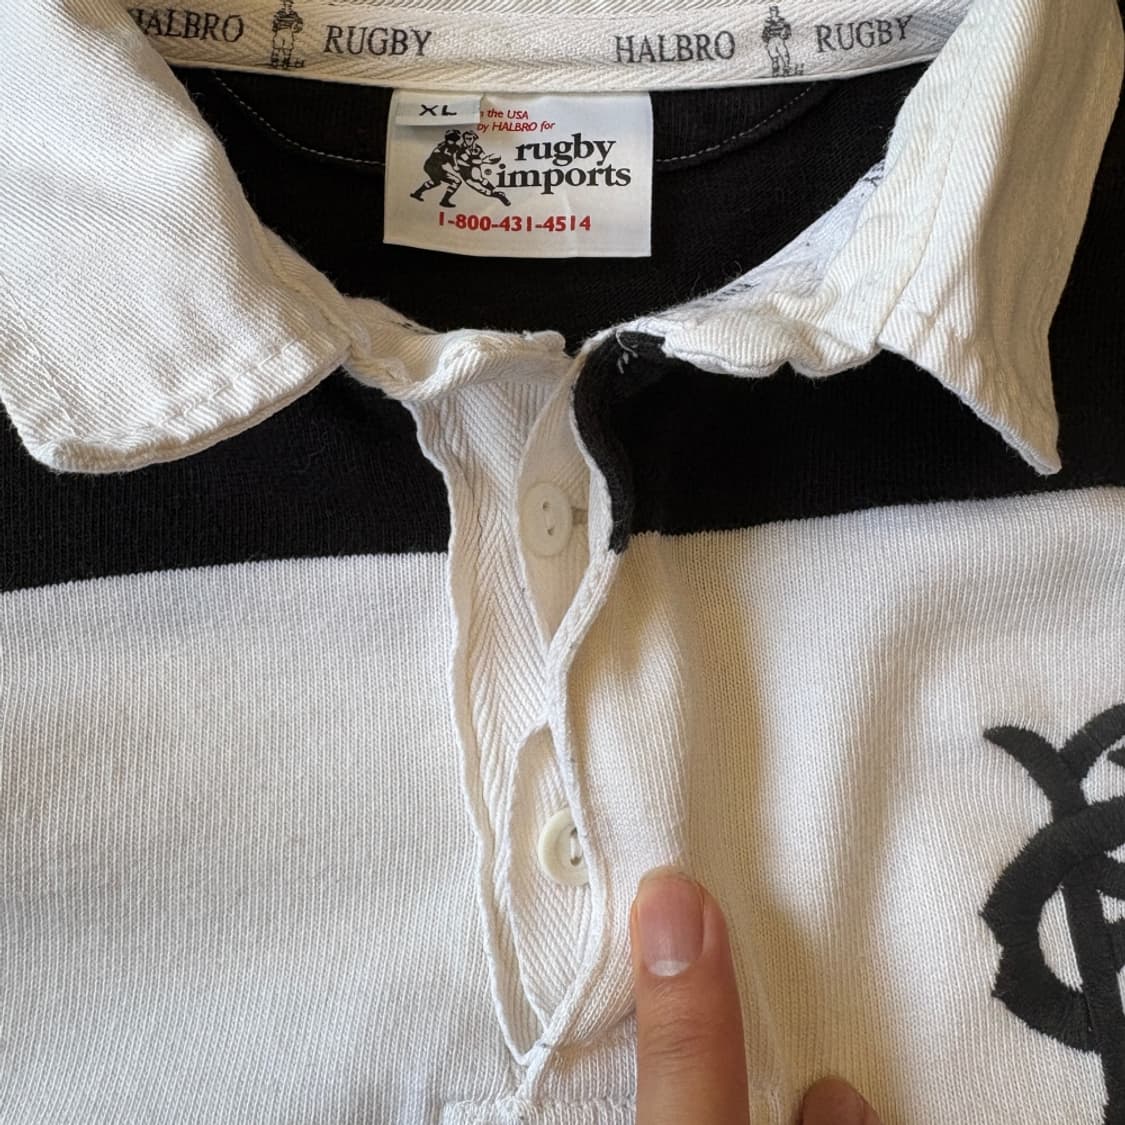 HALBRO RUGBY HALBRO RUGBY
XL
the USA
by HALBRO for
rugby
imports
1-800-431-4514